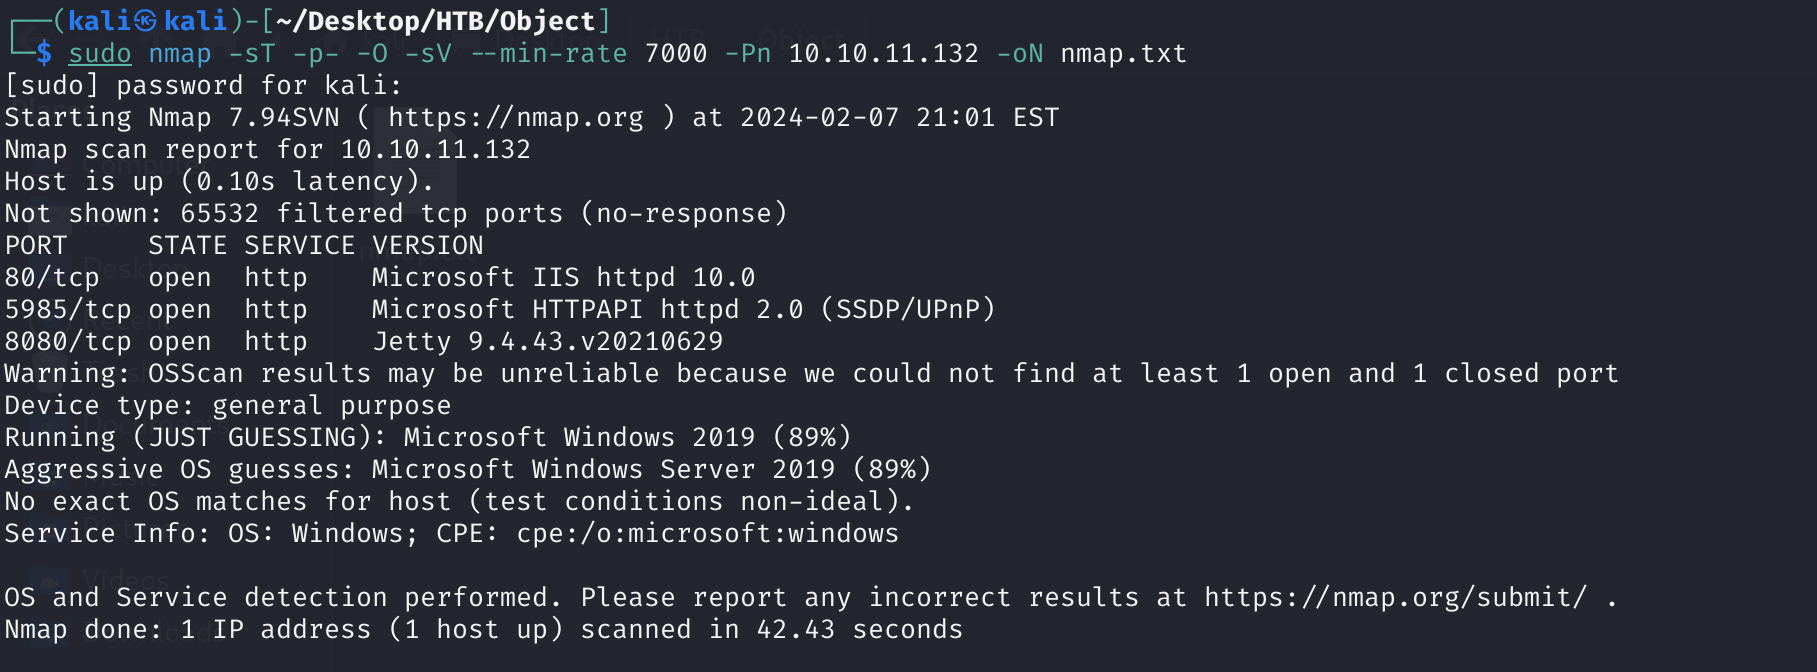 ┌──(kali㉿kali)-[~/Desktop/HTB/Object]
└─$ sudo nmap -sT -p- -O -sV --min-rate 7000 -Pn 10.10.11.132 -oN nmap.txt
[sudo] password for kali:
Starting Nmap 7.94SVN ( https://nmap.org ) at 2024-02-07 21:01 EST
Nmap scan report for 10.10.11.132
Host is up (0.10s latency).
Not shown: 65532 filtered tcp ports (no-response)
PORT     STATE SERVICE VERSION
80/tcp   open  http    Microsoft IIS httpd 10.0
5985/tcp open  http    Microsoft HTTPAPI httpd 2.0 (SSDP/UPnP)
8080/tcp open  http    Jetty 9.4.43.v20210629
Warning: OSScan results may be unreliable because we could not find at least 1 open and 1 closed port
Device type: general purpose
Running (JUST GUESSING): Microsoft Windows 2019 (89%)
Aggressive OS guesses: Microsoft Windows Server 2019 (89%)
No exact OS matches for host (test conditions non-ideal).
Service Info: OS: Windows; CPE: cpe:/o:microsoft:windows

OS and Service detection performed. Please report any incorrect results at https://nmap.org/submit/ .
Nmap done: 1 IP address (1 host up) scanned in 42.43 seconds